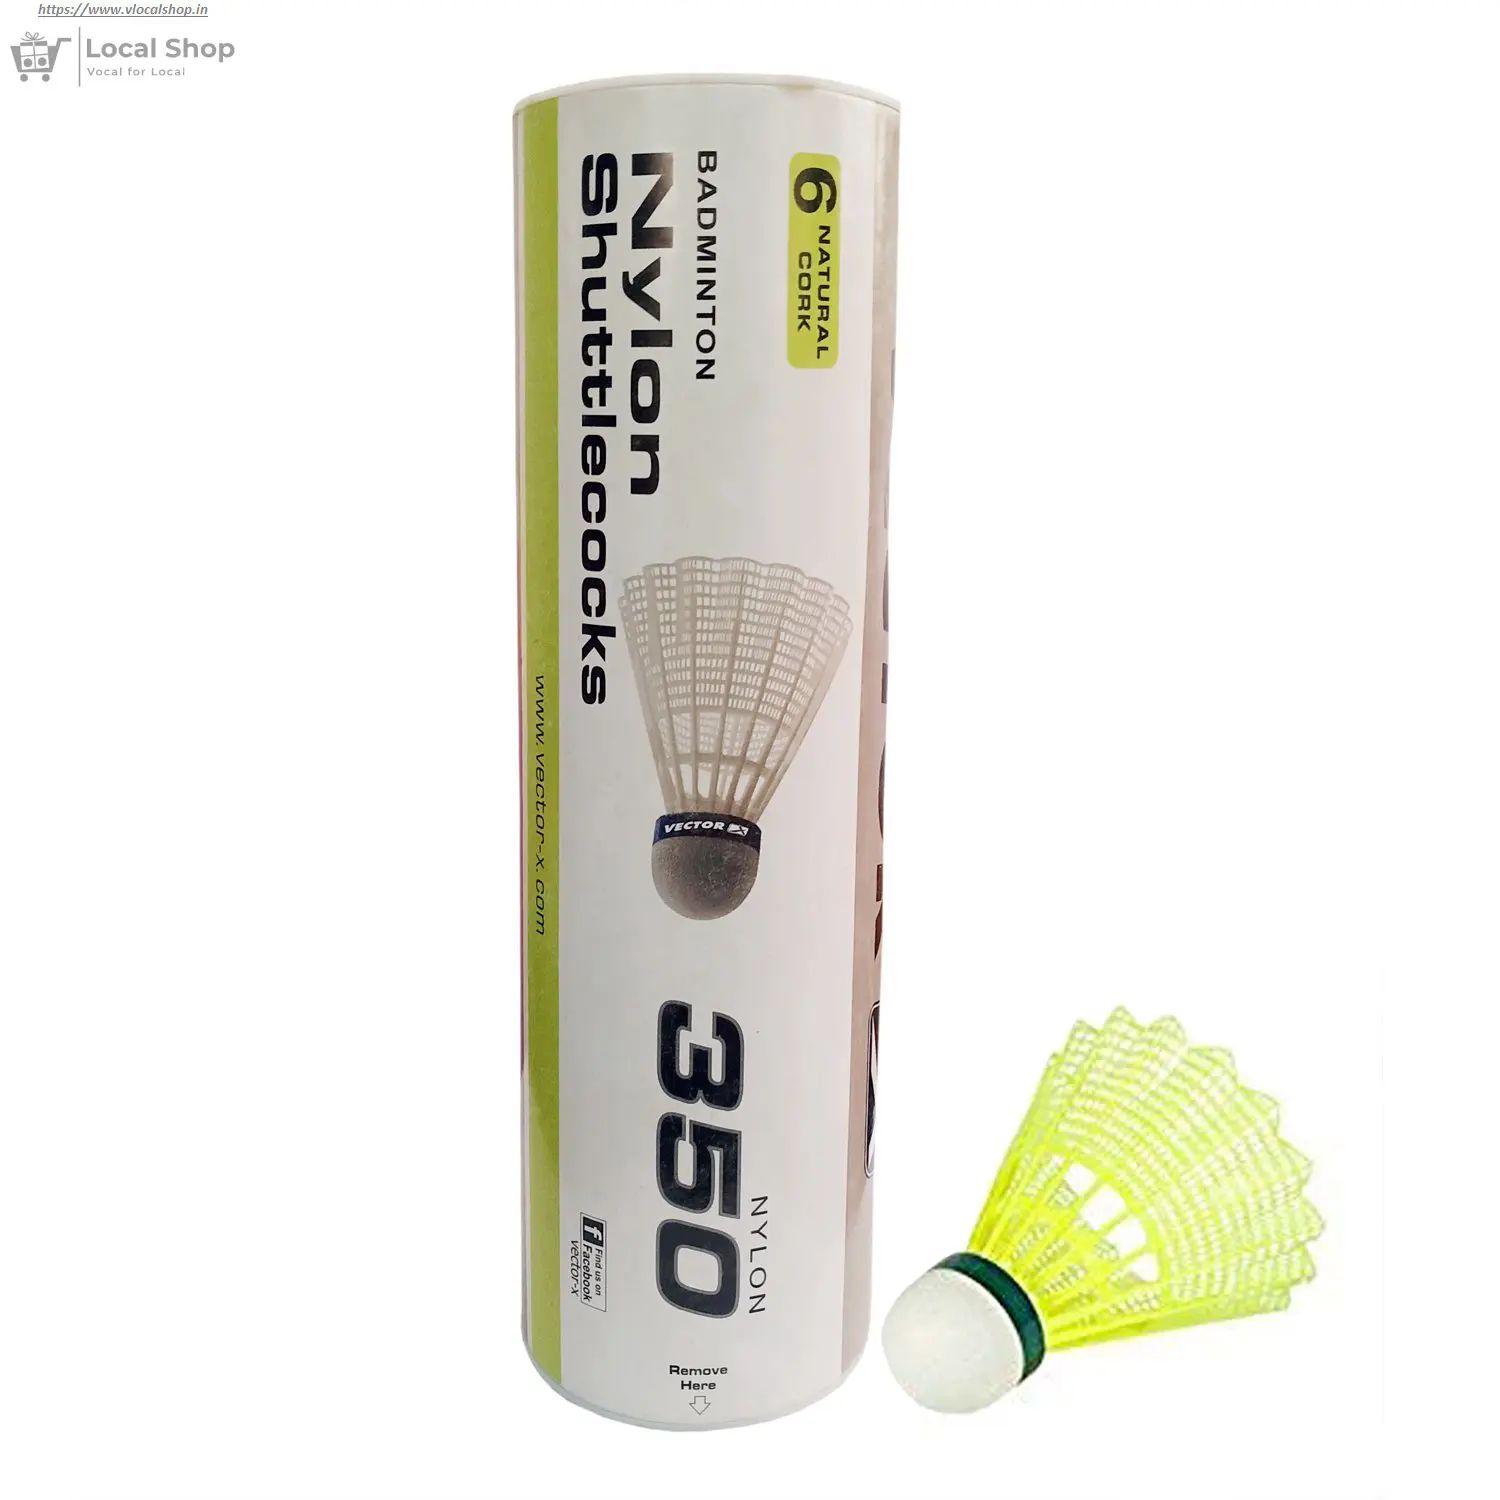 https://www.vlocalshop.in
Local Shop
Vocal for Local
6
NATURAL
CORK
BADMINTON
Nylon
Shuttlecocks
www.vector-x.com
VECTOR X
350
NYLON
f
Find us on
Facebook
vector-x
Remove
Here